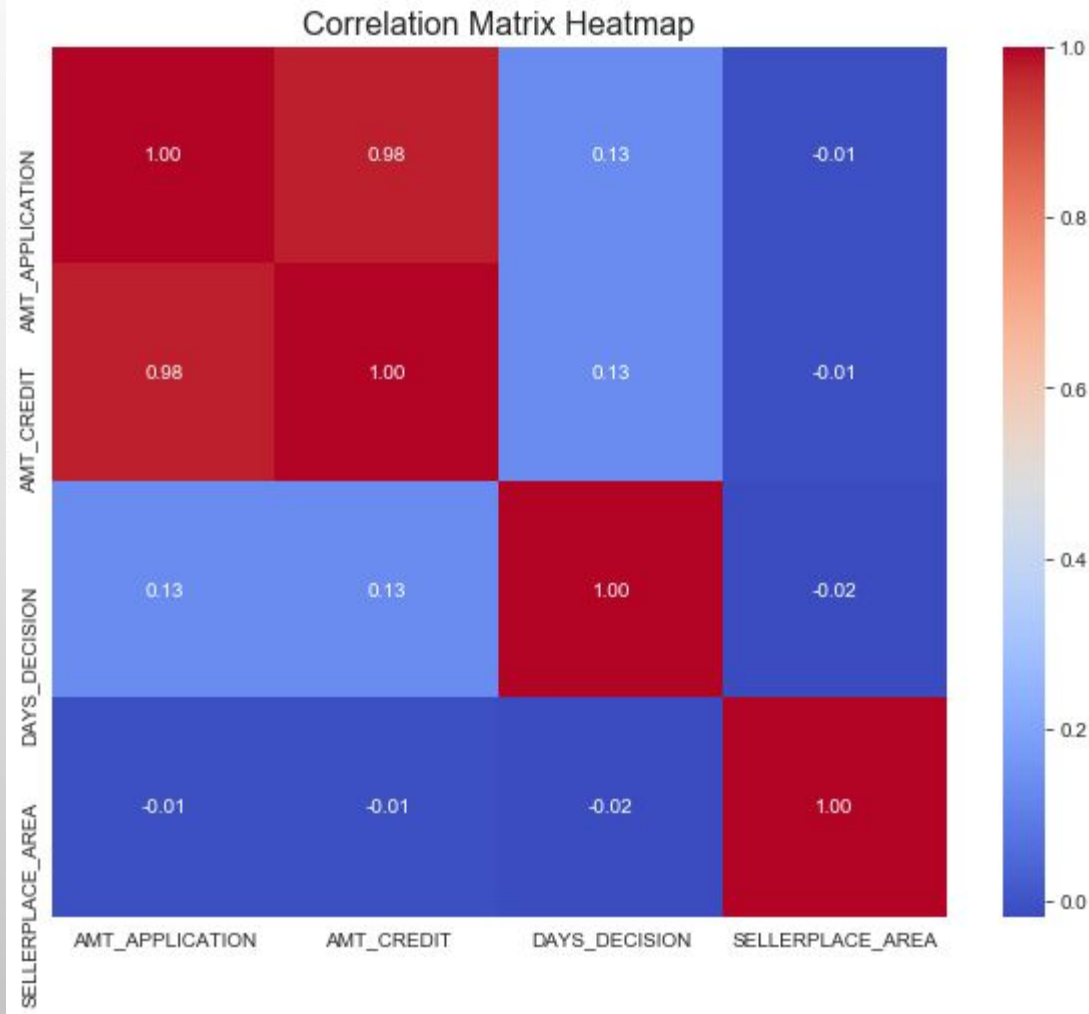 Correlation Matrix Heatmap
AMT_APPLICATION 1.00 0.98 0.13 -0.01
AMT_CREDIT 0.98 1.00 0.13 -0.01
DAYS_DECISION 0.13 0.13 1.00 -0.02
SELLERPLACE_AREA -0.01 -0.01 -0.02 1.00
AMT_APPLICATION AMT_CREDIT DAYS_DECISION SELLERPLACE_AREA
1.0
0.8
0.6
0.4
0.2
0.0